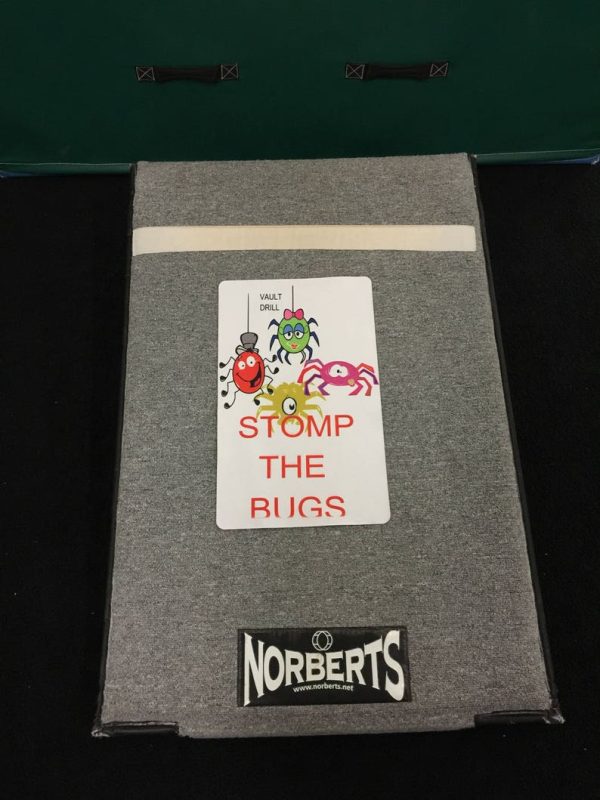 VAULT
DRILL
STOMP
THE
BUGS
NORBERTS
www.norberts.net